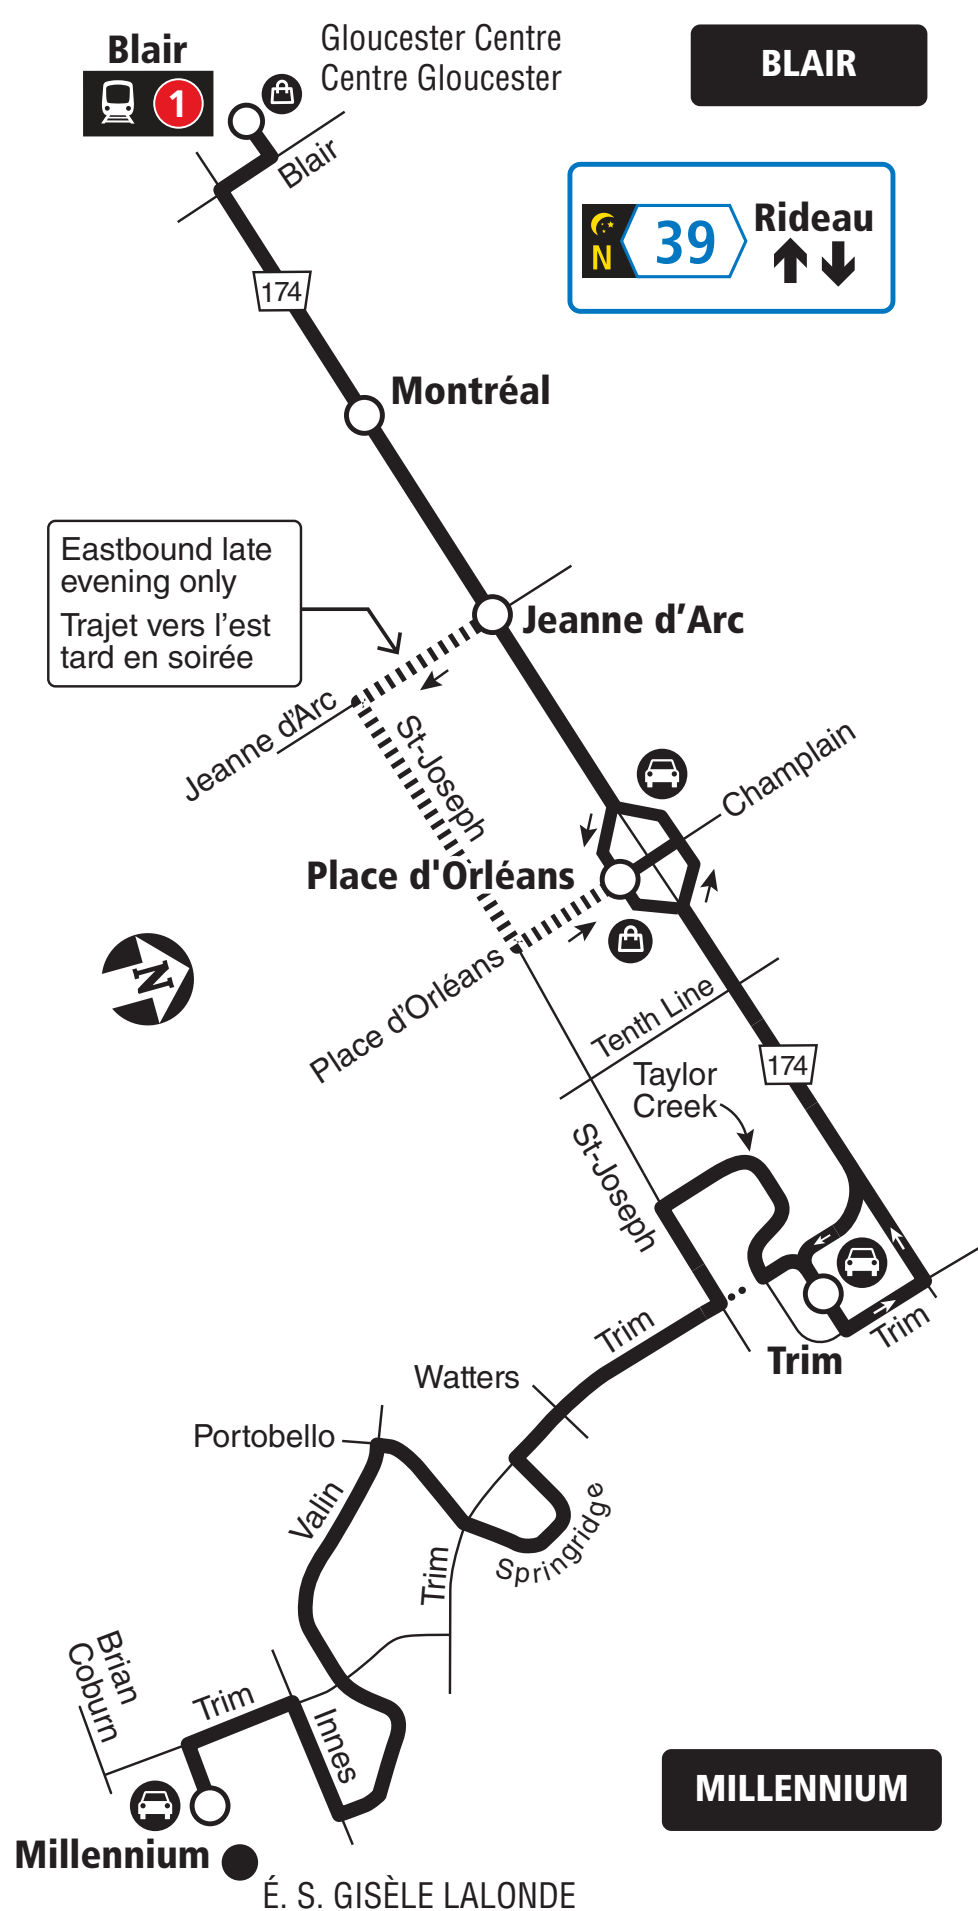 Blair
1
Gloucester Centre
Centre Gloucester
BLAIR
Blair
N
39
Rideau
174
Montréal
Eastbound late
evening only
Trajet vers l'est
tard en soirée
Jeanne d'Arc
Jeanne d'Arc
St-Joseph
Champlain
Place d'Orléans
Place d'Orléans
N
Tenth Line
174
Taylor
Creek
St-Joseph
Trim
Trim
Trim
Watters
Portobello
Valin
Springridge
Trim
Brian
Coburn
Trim
Innes
MILLENNIUM
Millennium
É. S. GISÈLE LALONDE